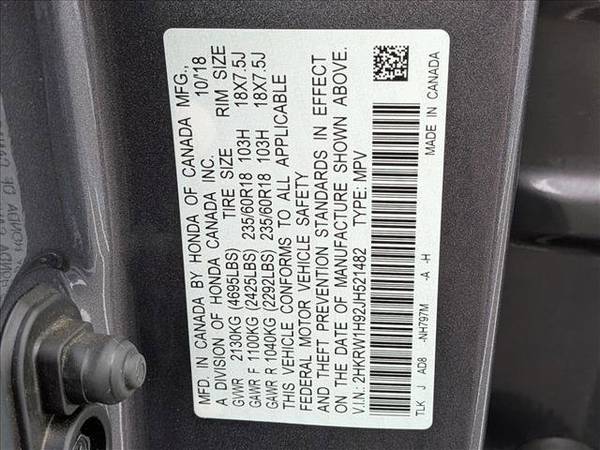 MFD. IN CANADA BY HONDA OF CANADA MFG.,
A DIVISION OF HONDA CANADA INC. 10/18
GVWR 2130KG (4695LBS) TIRE SIZE RIM SIZE
GAWR F 1100KG (2425LBS) 235/60R18 103H 18X7.5J
GAWR R 1040KG (2292LBS) 235/60R18 103H 18X7.5J
THIS VEHICLE CONFORMS TO ALL APPLICABLE
FEDERAL MOTOR VEHICLE SAFETY
AND THEFT PREVENTION STANDARDS IN EFFECT
ON THE DATE OF MANUFACTURE SHOWN ABOVE.
V.I.N: 2HKRW1H92JH521482 TYPE: MPV
TLK J AD8 -NH797M -A -H MADE IN CANADA